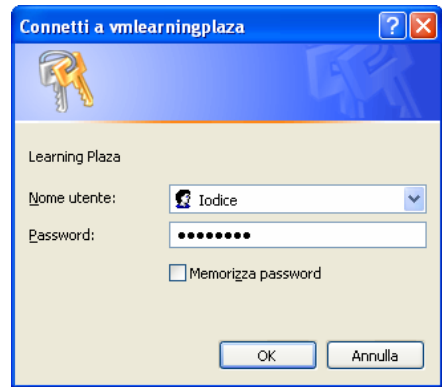 Connetti a vmlearningplaza
Learning Plaza
Nome utente: Iodice
Password: ••••••••
Memorizza password
OK Annulla